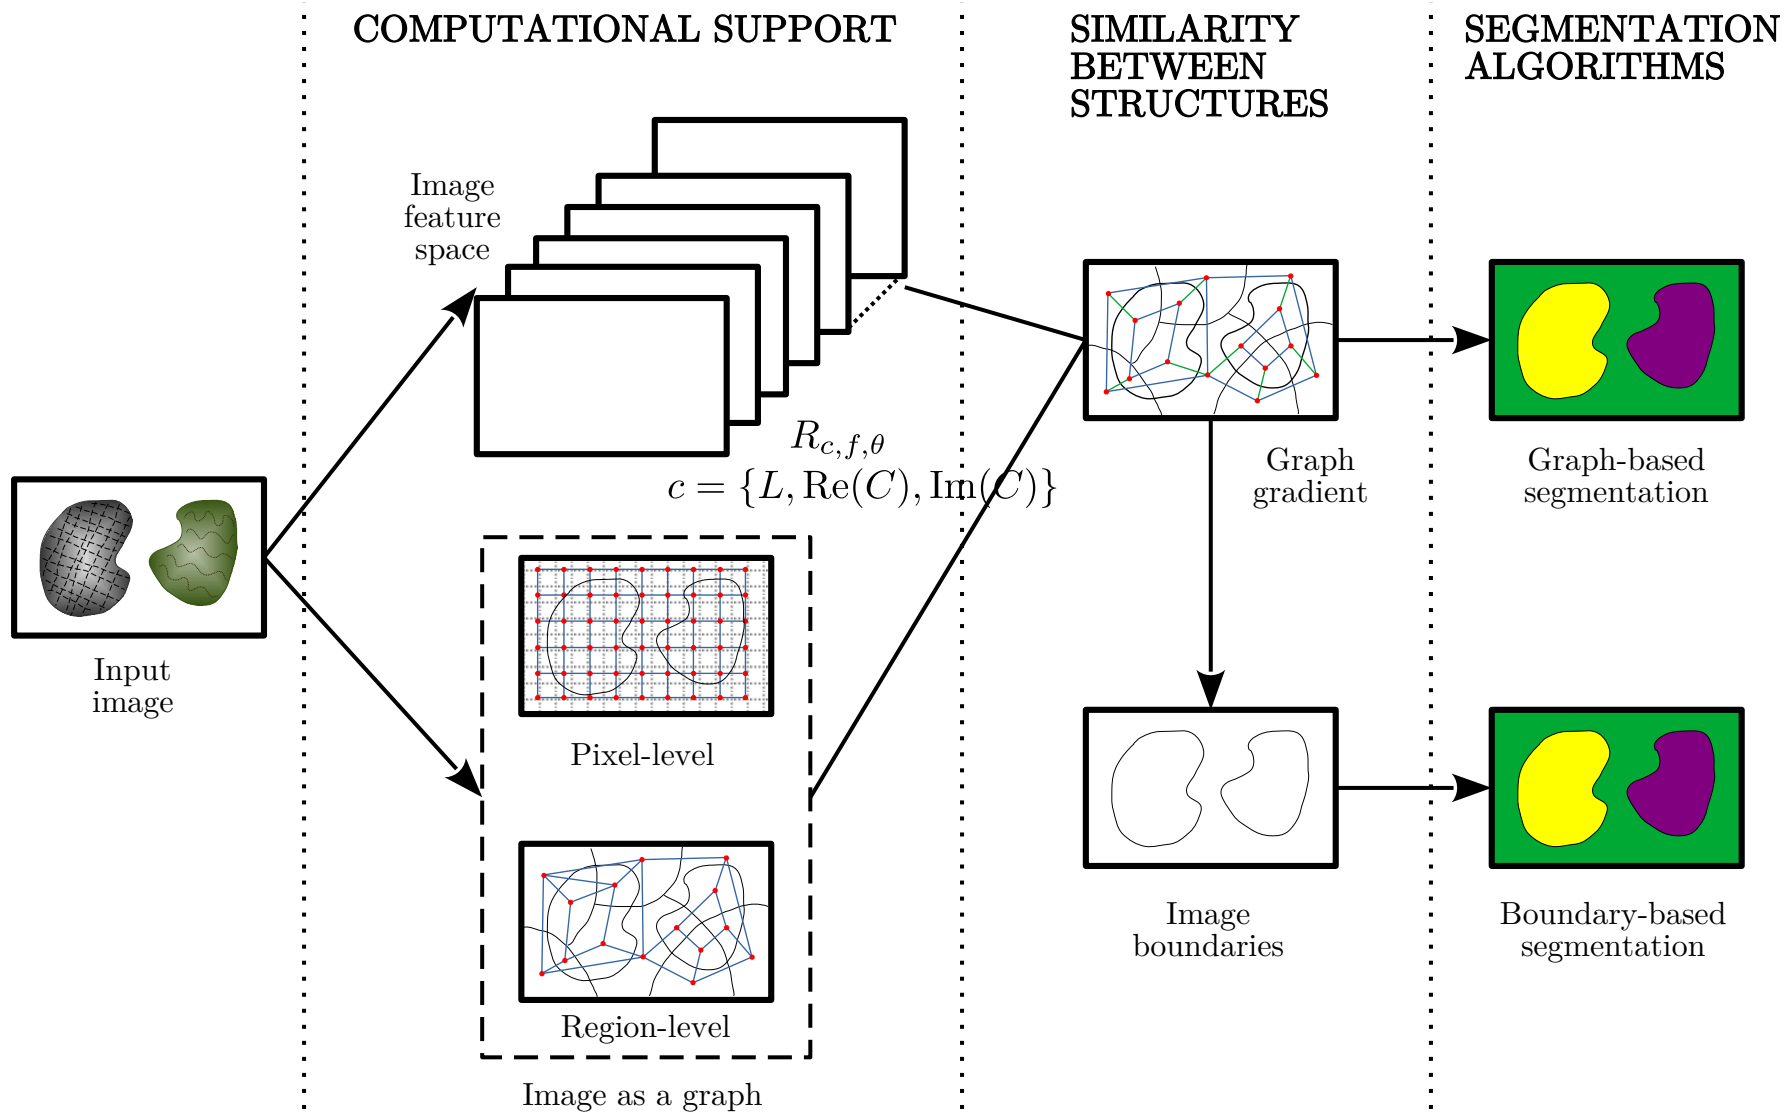 COMPUTATIONAL SUPPORT
SIMILARITY
BETWEEN
STRUCTURES
SEGMENTATION
ALGORITHMS
Image
feature
space
R_{c,f,θ}
c = {L, Re(C), Im(C)}
Input
image
Pixel-level
Region-level
Image as a graph
Graph
gradient
Image
boundaries
Graph-based
segmentation
Boundary-based
segmentation